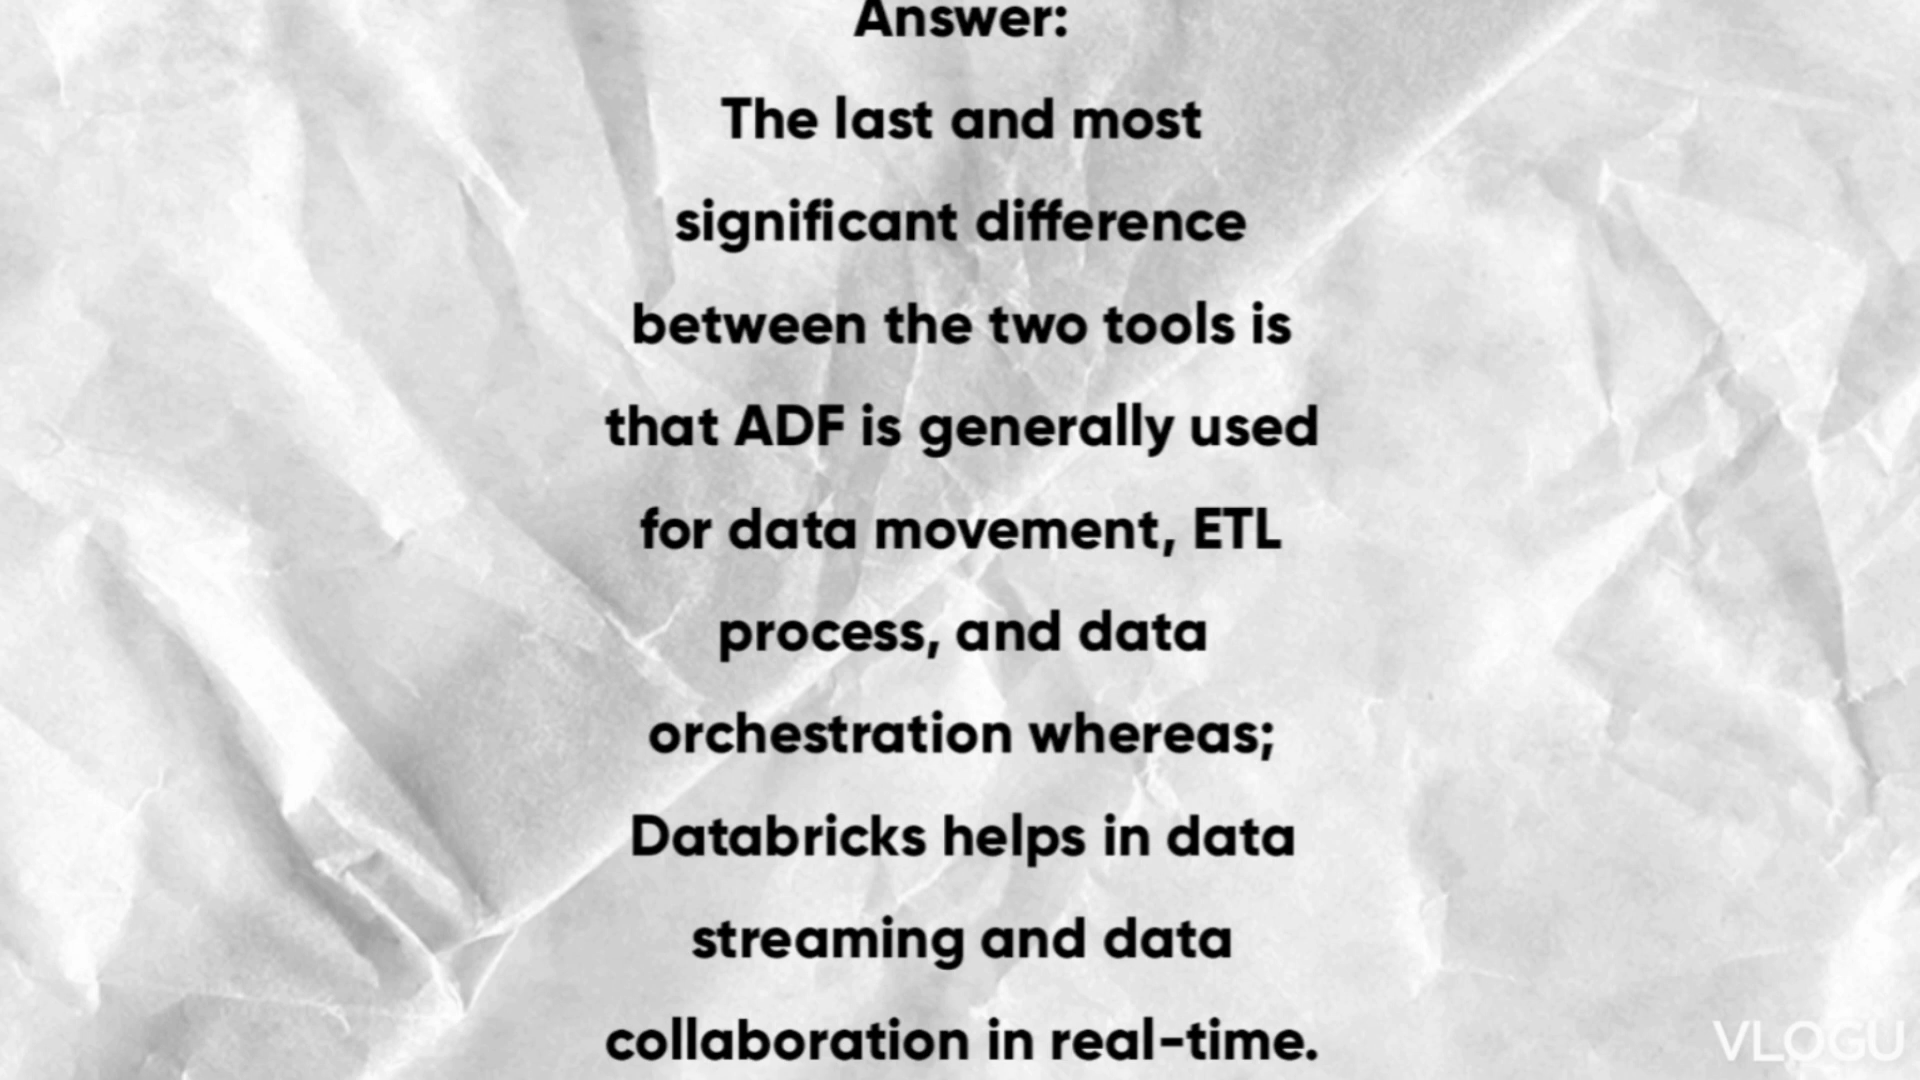 Answer:
The last and most
significant difference
between the two tools is
that ADF is generally used
for data movement, ETL
process, and data
orchestration whereas;
Databricks helps in data
streaming and data
collaboration in real-time.
VLOGU